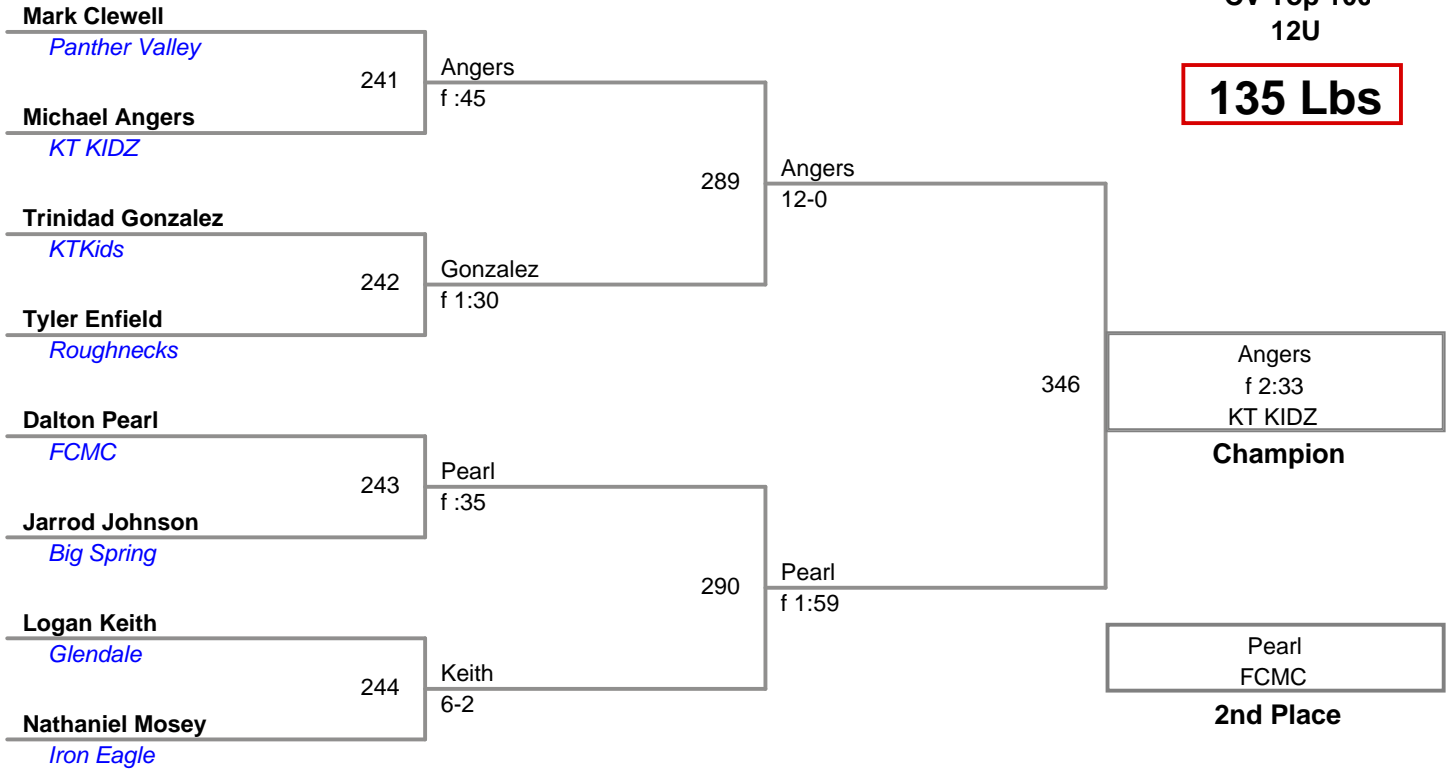 12U
135 Lbs
Mark Clewell
Panther Valley
241
Angers
f :45
Michael Angers
KT KIDZ
289
Angers
12-0
Trinidad Gonzalez
KTKids
242
Gonzalez
f 1:30
Tyler Enfield
Roughnecks
346
Angers
f 2:33
KT KIDZ
Champion
Dalton Pearl
FCMC
243
Pearl
f :35
Jarrod Johnson
Big Spring
290
Pearl
f 1:59
Logan Keith
Glendale
244
Keith
6-2
Nathaniel Mosey
Iron Eagle
Pearl
FCMC
2nd Place